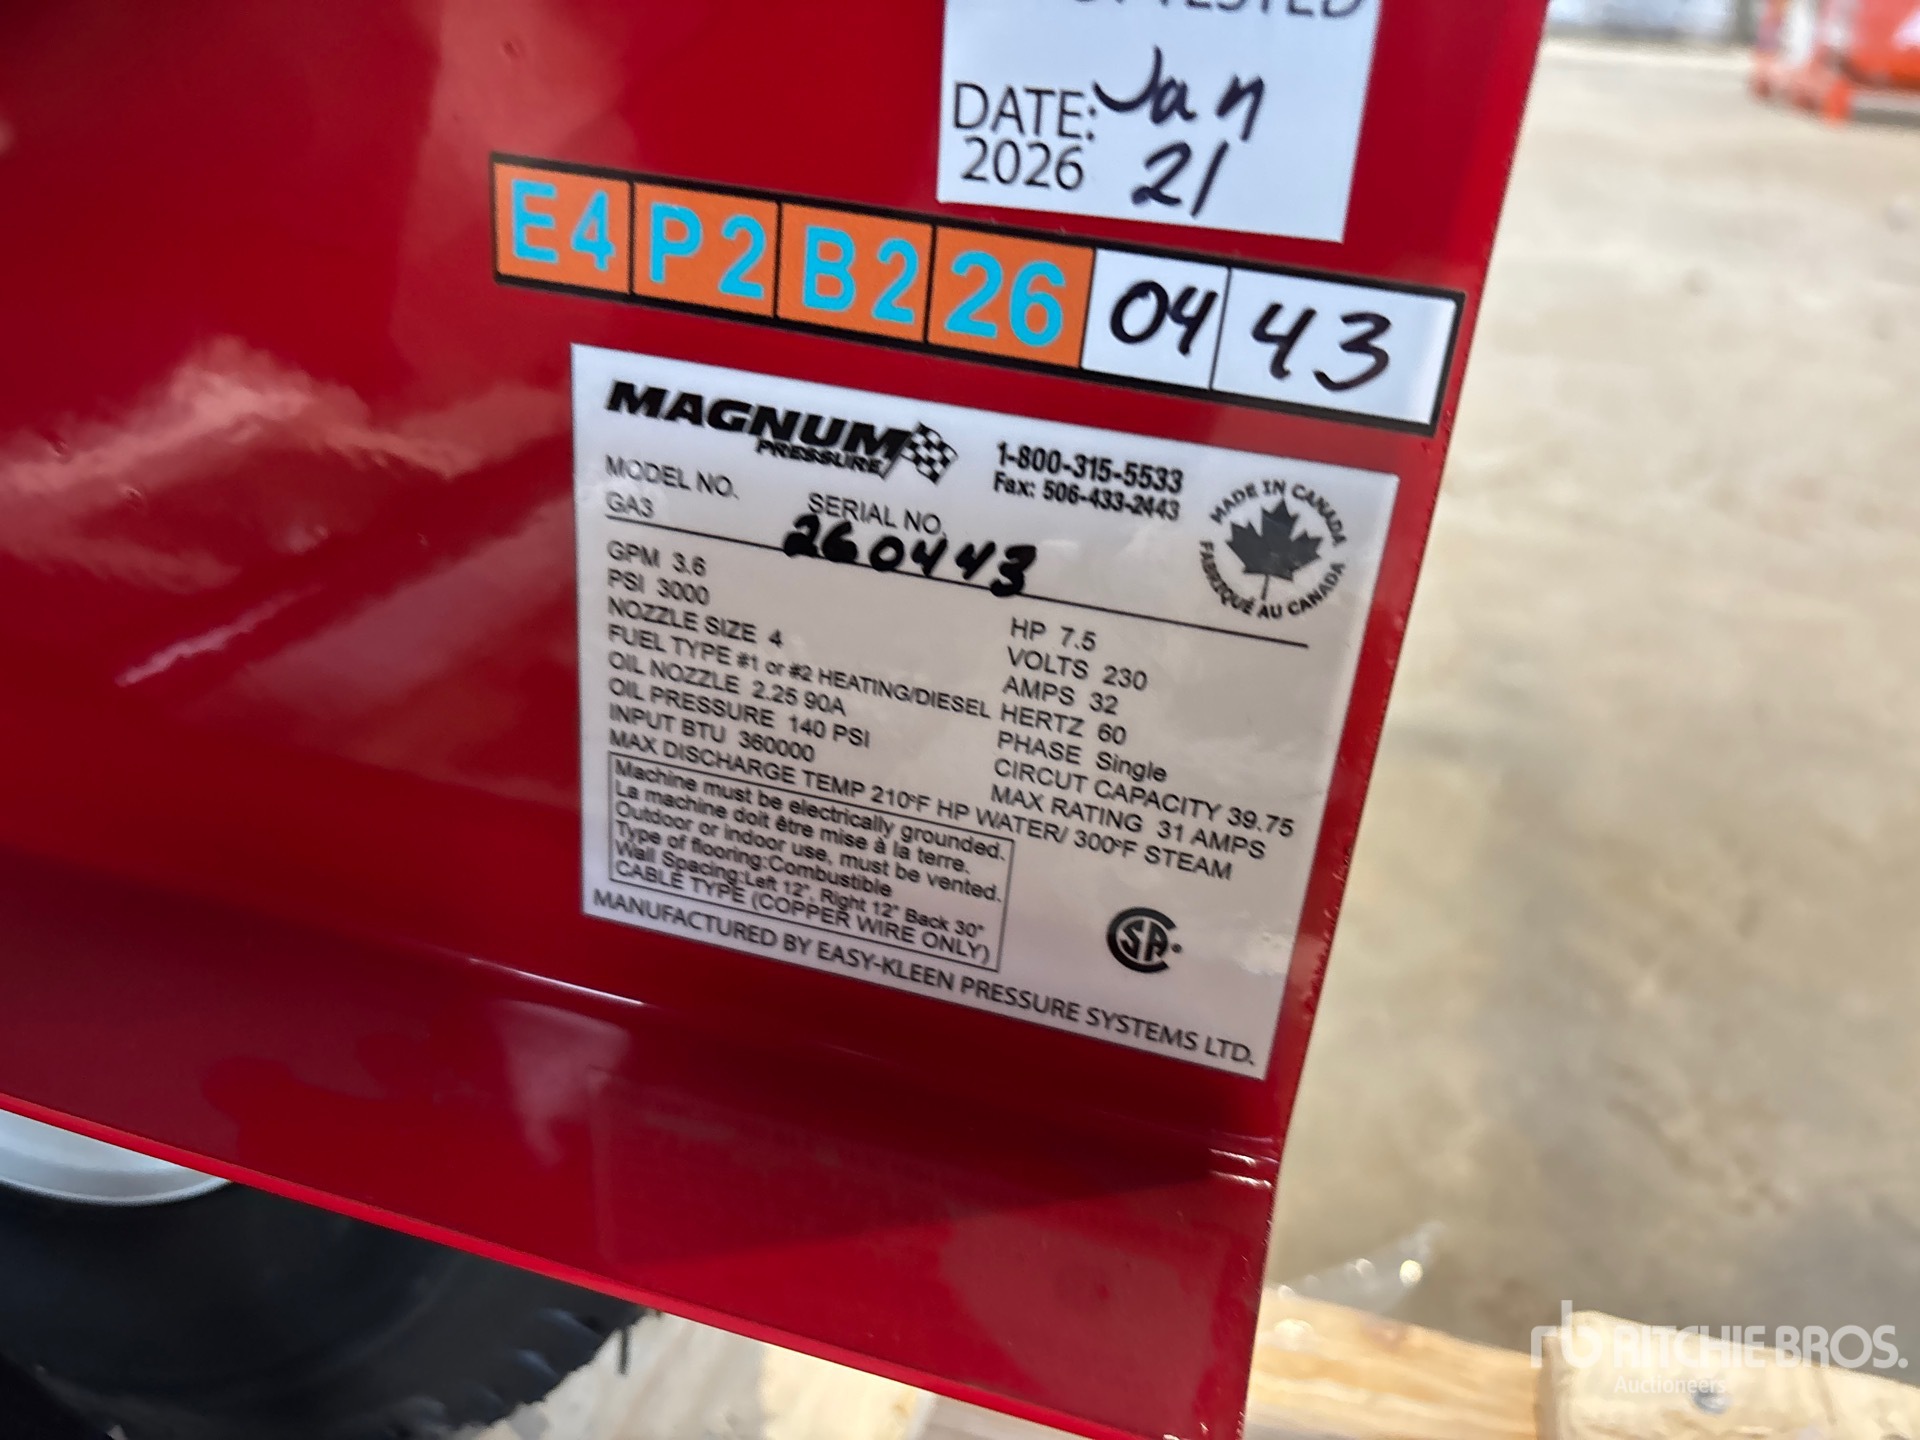 TESTED
DATE: Jan
2026 21
E4 P2 B2 26 04 43
MAGNUM
PRESSURE
1-800-315-5533
Fax: 506-433-2443
MADE IN CANADA
FABRIQUÉ AU CANADA
MODEL NO.
GA3
SERIAL NO.
260443
GPM 3.6
PSI 3000
NOZZLE SIZE 4
FUEL TYPE #1 or #2 HEATING/DIESEL
OIL NOZZLE 2.25 90A
OIL PRESSURE 140 PSI
INPUT BTU 360000
MAX DISCHARGE TEMP 210ºF HP WATER/ 300ºF STEAM
HP 7.5
VOLTS 230
AMPS 32
HERTZ 60
PHASE Single
CIRCUT CAPACITY 39.75
MAX RATING 31 AMPS
Machine must be electrically grounded.
La machine doit être mise à la terre.
Outdoor or indoor use, must be vented.
Type of flooring:Combustible
Wall Spacing:Left 12", Right 12" Back 30"
CABLE TYPE (COPPER WIRE ONLY)
SA
MANUFACTURED BY EASY-KLEEN PRESSURE SYSTEMS LTD.
rb RITCHIE BROS.
Auctioneers